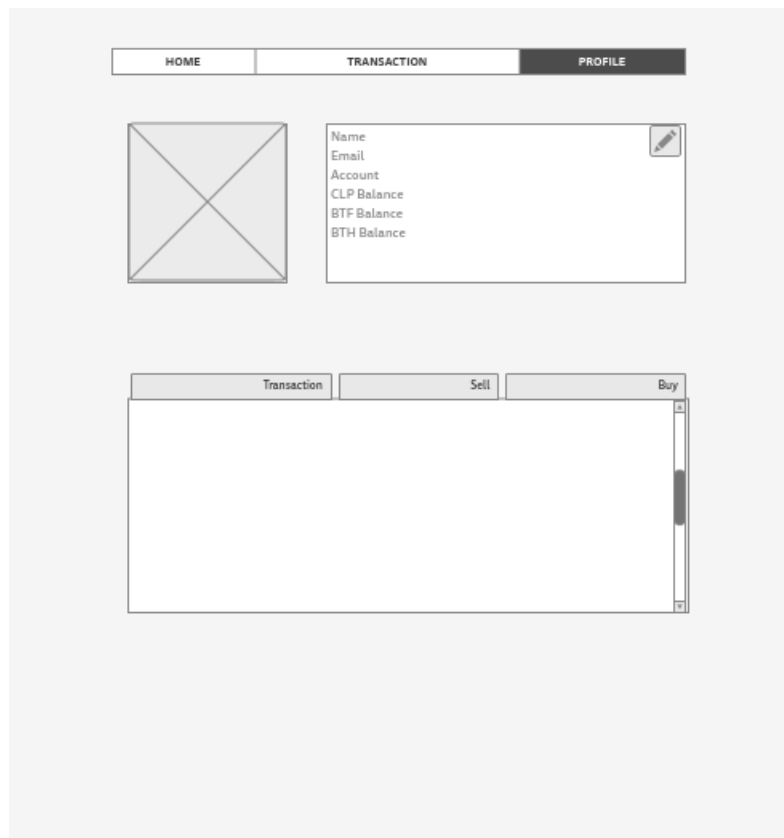 HOME TRANSACTION PROFILE
Name
Email
Account
CLP Balance
BTF Balance
BTH Balance
Transaction Sell Buy